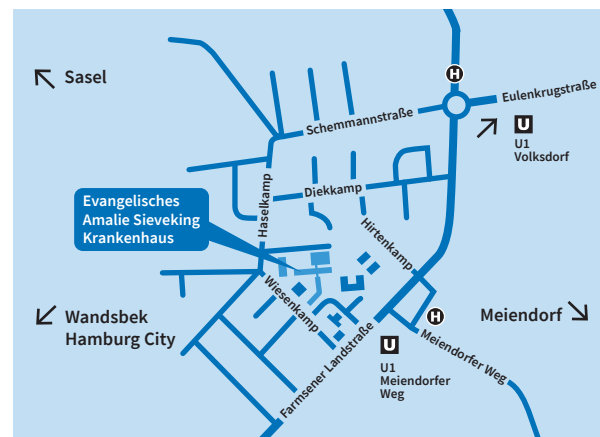 H
Eulenkrugstraße
Sasel
Schemmannstraße
U
U1
Volksdorf
Diekkamp
Haselkamp
Evangelisches
Amalie Sieveking
Krankenhaus
Hirtenkamp
Wiesenkamp
Wandsbek
Hamburg City
H
Meiendorf
U
U1
Meiendorfer
Weg
Meiendorfer Weg
Farmsener Landstraße